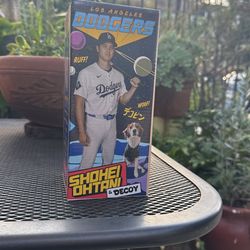 LOS ANGELES
DODGERS
RUFF!
Dodgers
WOOF!
デコピン
SHOHEI
OHTANI
& DECOY